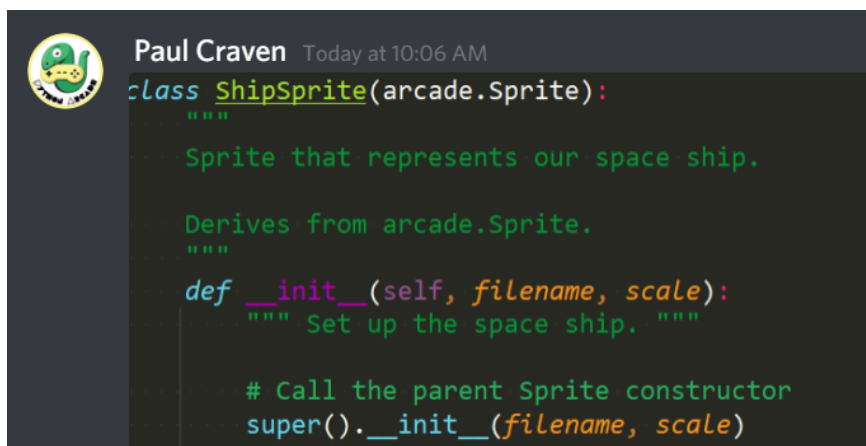 Paul Craven Today at 10:06 AM
class ShipSprite(arcade.Sprite):
"""
Sprite that represents our space ship.
Derives from arcade.Sprite.
"""
def __init__(self, filename, scale):
""" Set up the space ship. """
# Call the parent Sprite constructor
super().__init__(filename, scale)
PYTHON ARCADE